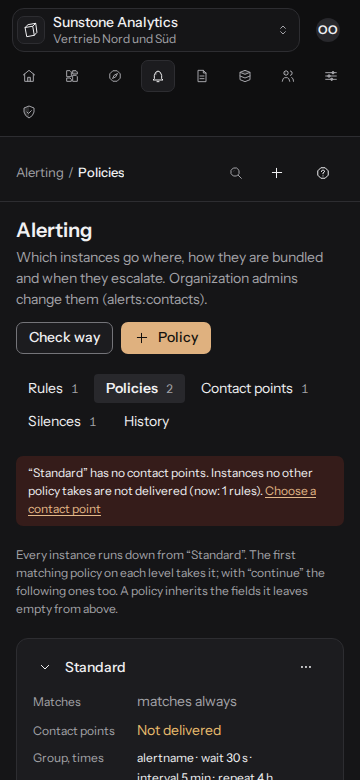 Sunstone Analytics
Vertrieb Nord und Süd
OO
Alerting / Policies
Alerting
Which instances go where, how they are bundled
and when they escalate. Organization admins
change them (alerts:contacts).
Check way
+ Policy
Rules 1 Policies 2 Contact points 1
Silences 1 History
“Standard” has no contact points. Instances no other
policy takes are not delivered (now: 1 rules). Choose a
contact point
Every instance runs down from “Standard”. The first
matching policy on each level takes it; with “continue” the
following ones too. A policy inherits the fields it leaves
empty from above.
Standard
Matches matches always
Contact points Not delivered
Group, times alertname · wait 30 s ·
interval 5 min · repeat 4 h